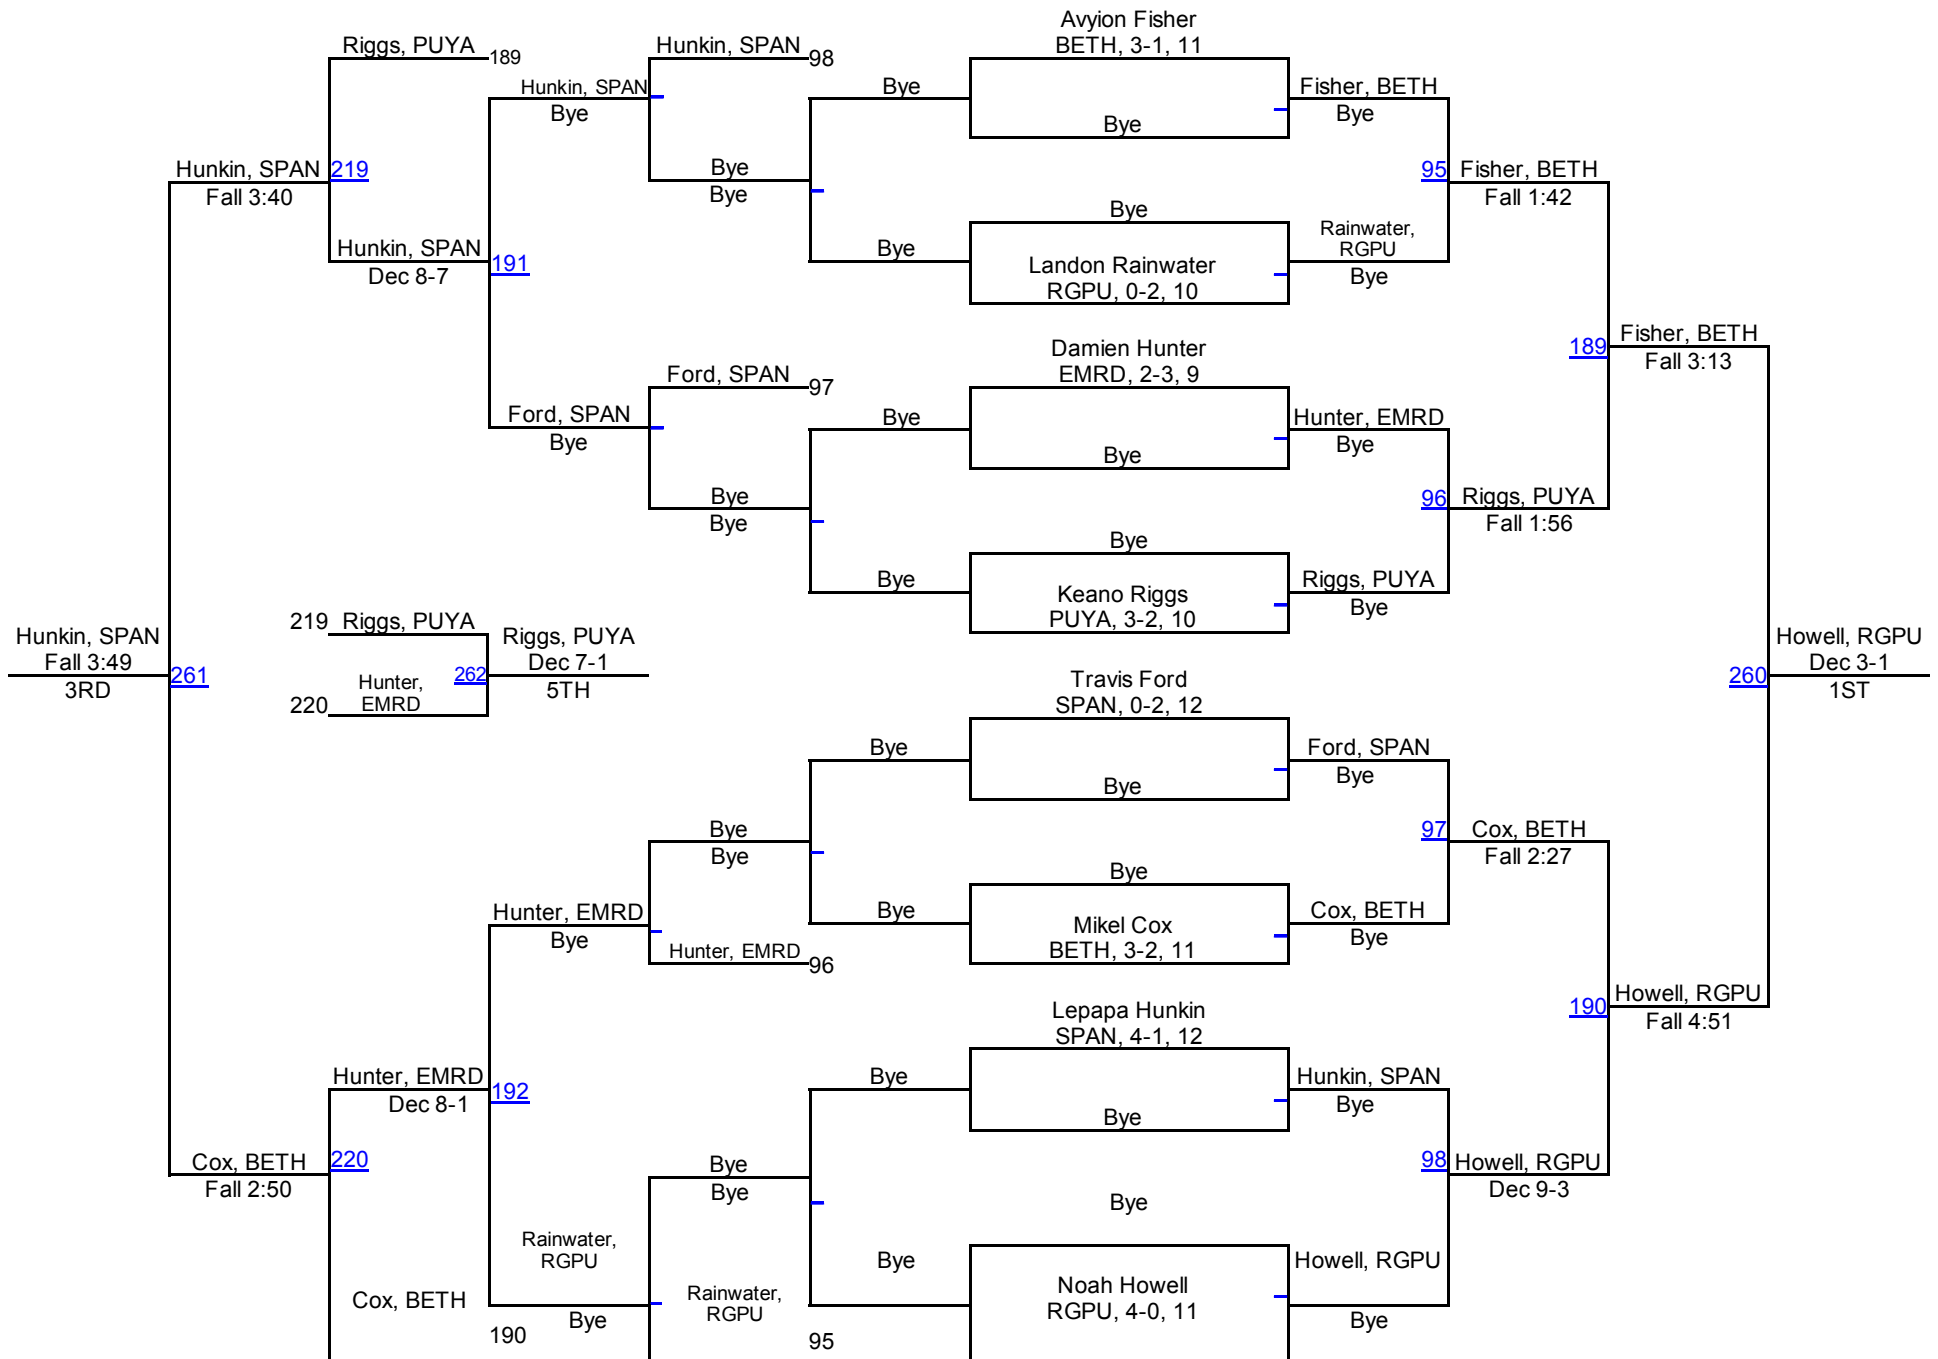 Avyion Fisher
Riggs, PUYA 189 Hunkin, SPAN 98 BETH, 3-1, 11
Hunkin, SPAN Bye Fisher, BETH
Bye Bye Bye
Hunkin, SPAN 219 Bye 95 Fisher, BETH
Fall 3:40 Bye Fall 1:42
Bye Rainwater,
Hunkin, SPAN 191 Bye RGPU
Dec 8-7 Landon Rainwater Bye
RGPU, 0-2, 10
Damien Hunter 189 Fisher, BETH
Ford, SPAN 97 EMRD, 2-3, 9 Fall 3:13
Ford, SPAN Bye Hunter, EMRD
Bye Bye Bye
Bye 96 Riggs, PUYA
Bye Fall 1:56
Bye
Bye Keano Riggs Riggs, PUYA
219 Riggs, PUYA PUYA, 3-2, 10 Bye
Hunkin, SPAN Riggs, PUYA Howell, RGPU
Fall 3:49 261 262 Dec 7-1 260 Dec 3-1
3RD Hunter, 5TH Travis Ford 1ST
220 EMRD SPAN, 0-2, 12
Bye Ford, SPAN
Bye Bye
Bye 97 Cox, BETH
Bye Fall 2:27
Bye
Hunter, EMRD Bye Mikel Cox Cox, BETH
Bye BETH, 3-2, 11 Bye
Hunter, EMRD 96
Lepapa Hunkin 190 Howell, RGPU
SPAN, 4-1, 12 Fall 4:51
Hunter, EMRD 192 Bye Hunkin, SPAN
Dec 8-1 Bye Bye
Cox, BETH 220 Bye 98 Howell, RGPU
Fall 2:50 Bye Dec 9-3
Bye
Rainwater,
RGPU Bye Howell, RGPU
Cox, BETH Rainwater, Noah Howell
190 Bye RGPU RGPU, 4-0, 11 Bye
95